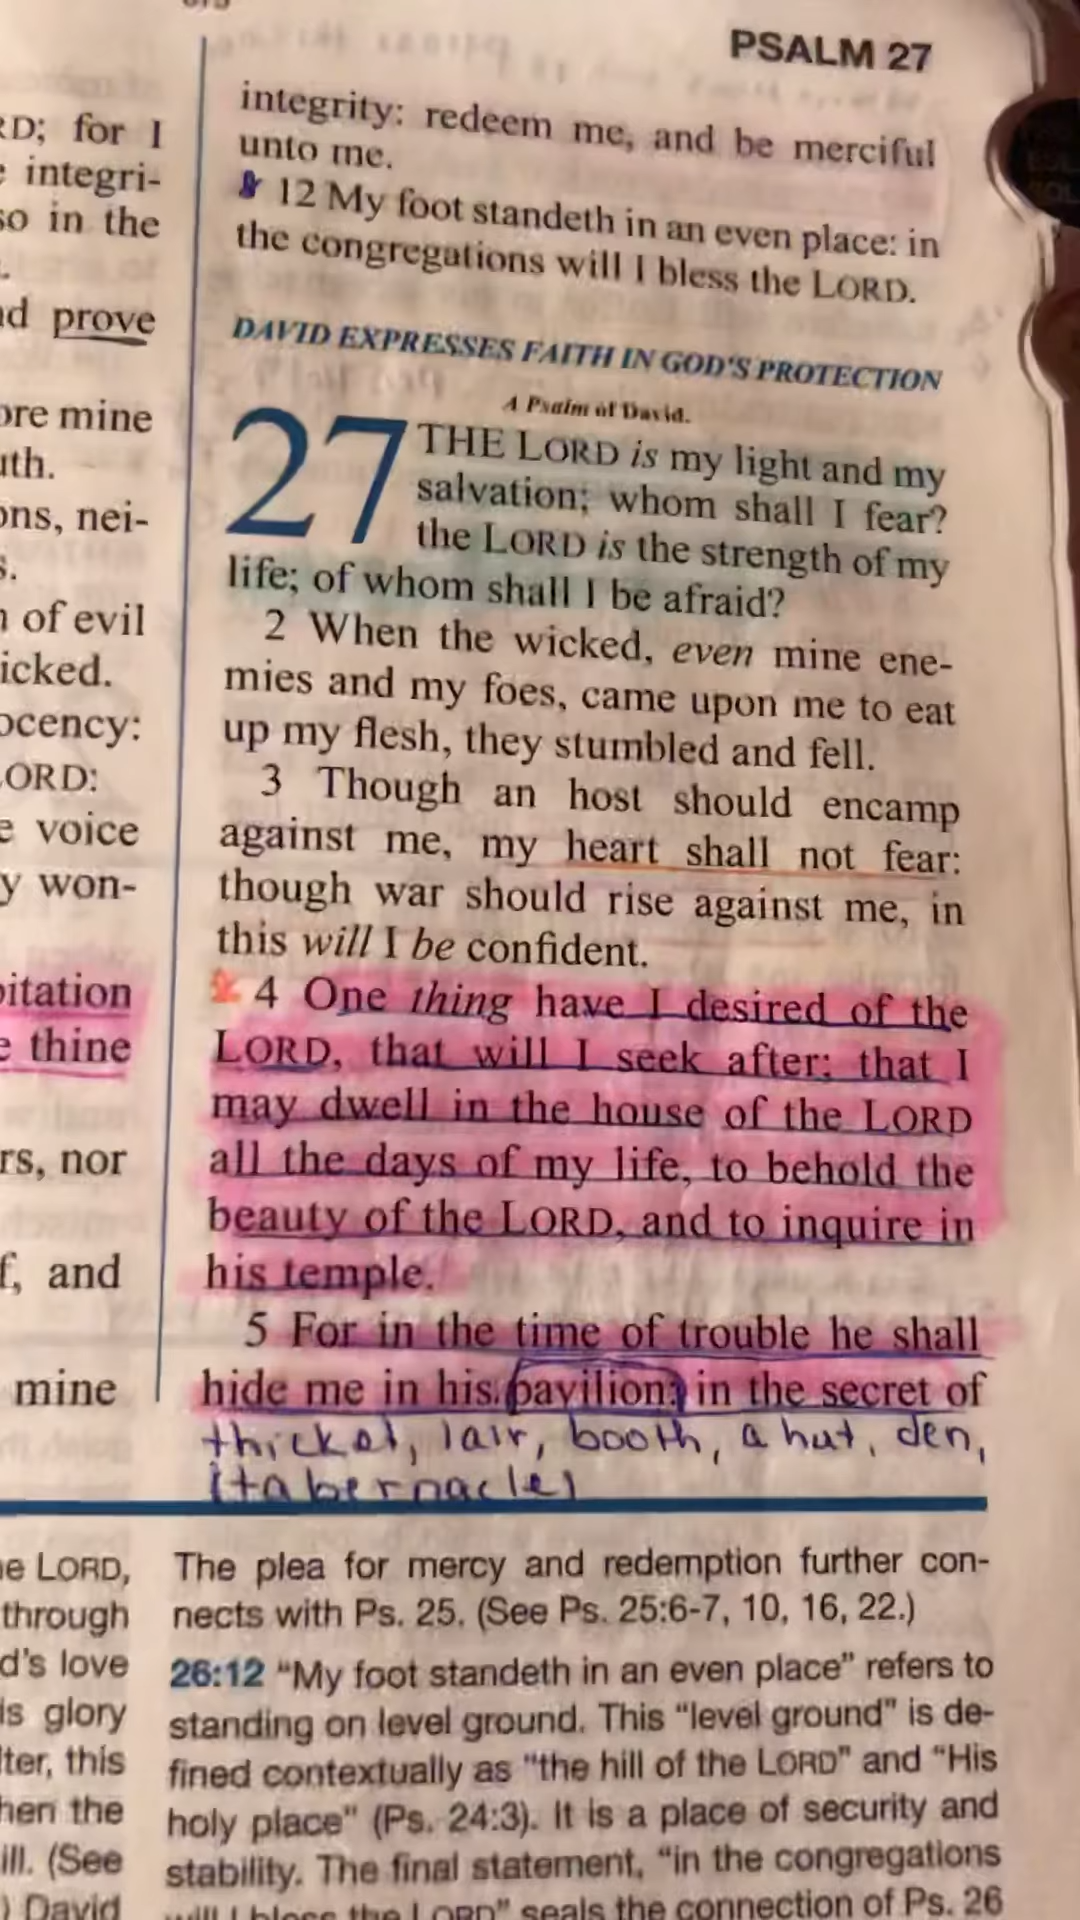 PSALM 27
RD; for I
integri-
so in the
prove
ore mine
uth.
ons, nei-
s.
of evil
icked.
ocency:
LORD:
e voice
y won-
oitation
e thine
rs, nor
f, and
mine
integrity: redeem me, and be merciful
unto me.
12 My foot standeth in an even place: in
the congregations will I bless the LORD.
DAVID EXPRESSES FAITH IN GOD'S PROTECTION
A Psalm of David.
27 THE LORD is my light and my
salvation; whom shall I fear?
the LORD is the strength of my
life; of whom shall I be afraid?
2 When the wicked, even mine ene-
mies and my foes, came upon me to eat
up my flesh, they stumbled and fell.
3 Though an host should encamp
against me, my heart shall not fear:
though war should rise against me, in
this will I be confident.
4 One thing have I desired of the
LORD, that will I seek after; that I
may dwell in the house of the LORD
all the days of my life, to behold the
beauty of the LORD, and to inquire in
his temple.
5 For in the time of trouble he shall
hide me in his pavilion: in the secret of
thicket, lair, booth, a hut, den,
(tabernacle)
he LORD,
through
d's love
is glory
lter, this
hen the
ill. (See
) David
The plea for mercy and redemption further con-
nects with Ps. 25. (See Ps. 25:6-7, 10, 16, 22.)
26:12 “My foot standeth in an even place” refers to
standing on level ground. This “level ground” is de-
fined contextually as “the hill of the LORD” and “His
holy place” (Ps. 24:3). It is a place of security and
stability. The final statement, “in the congregations
will I bless the LORD” seals the connection of Ps. 26